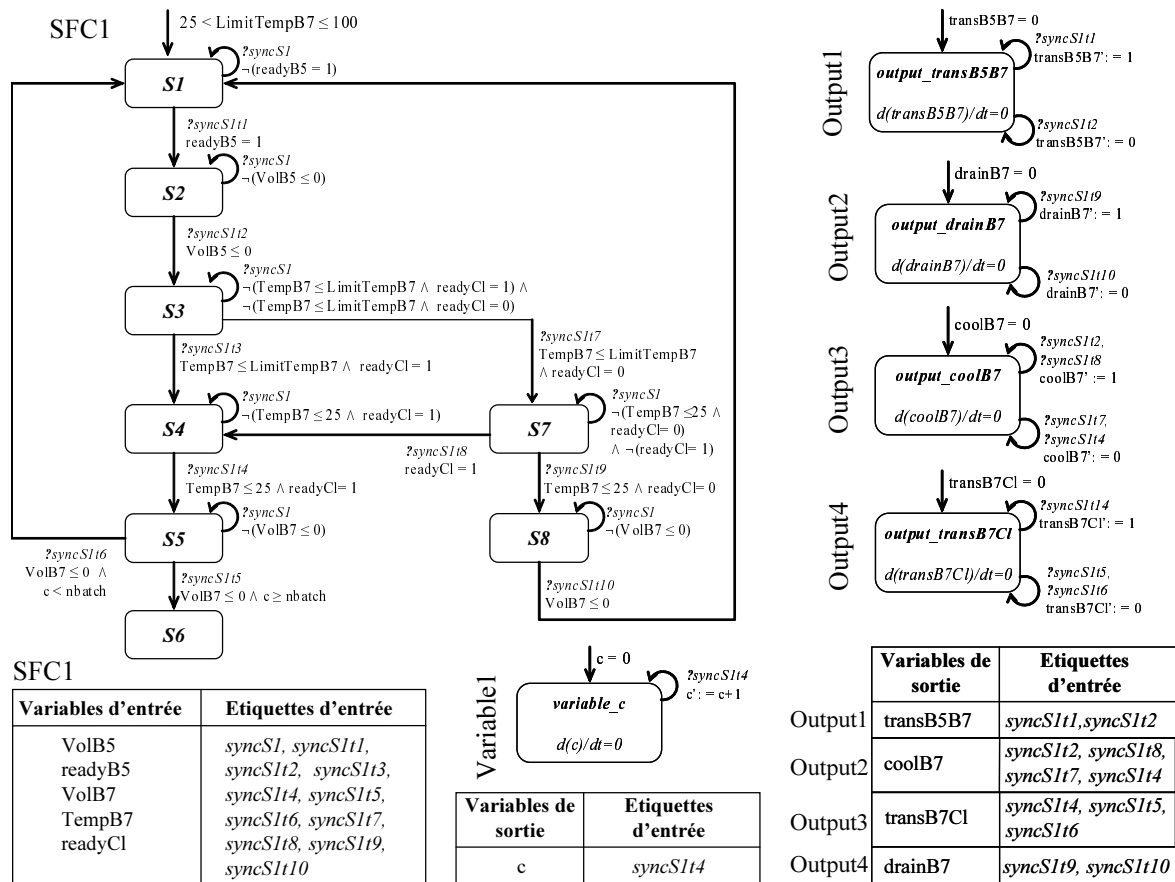 SFC1
25 < LimitTempB7 ≤ 100
?syncS1
¬(readyB5 = 1)
S1
?syncS1t1
readyB5 = 1
?syncS1
¬(VolB5 ≤ 0)
S2
?syncS1t2
VolB5 ≤ 0
?syncS1
¬(TempB7 ≤ LimitTempB7 ∧ readyCl = 1) ∧
¬(TempB7 ≤ LimitTempB7 ∧ readyCl = 0)
S3
?syncS1t3
TempB7 ≤ LimitTempB7 ∧ readyCl = 1
?syncS1t7
TempB7 ≤ LimitTempB7
∧ readyCl = 0
?syncS1
¬(TempB7 ≤ 25 ∧ readyCl = 1)
S4
?syncS1
¬(TempB7 ≤25 ∧
readyCl= 0)
∧ ¬(readyCl= 1)
S7
?syncS1t8
readyCl = 1
?syncS1t4
TempB7 ≤ 25 ∧ readyCl= 1
?syncS1t9
TempB7 ≤ 25 ∧ readyCl= 0
?syncS1
¬(VolB7 ≤ 0)
S5
?syncS1
¬(VolB7 ≤ 0)
S8
?syncS1t6
VolB7 ≤ 0 ∧
c < nbatch
?syncS1t5
VolB7 ≤ 0 ∧ c ≥ nbatch
?syncS1t10
VolB7 ≤ 0
S6
Output1
transB5B7 = 0
?syncS1t1
transB5B7’: = 1
output_transB5B7
d(transB5B7)/dt=0
?syncS1t2
transB5B7’: = 0
Output2
drainB7 = 0
?syncS1t9
drainB7’: = 1
output_drainB7
d(drainB7)/dt=0
?syncS1t10
drainB7’: = 0
Output3
coolB7 = 0
?syncS1t2,
?syncS1t8
coolB7’ : = 1
output_coolB7
d(coolB7)/dt=0
?syncS1t7,
?syncS1t4
coolB7’: = 0
Output4
transB7Cl = 0
?syncS1t14
transB7Cl’: = 1
output_transB7Cl
d(transB7Cl)/dt=0
?syncS1t5,
?syncS1t6
transB7Cl’: = 0
SFC1
Variables d’entrée Etiquettes d’entrée
VolB5 syncS1, syncS1t1,
readyB5 syncS1t2, syncS1t3,
VolB7 syncS1t4, syncS1t5,
TempB7 syncS1t6, syncS1t7,
readyCl syncS1t8, syncS1t9,
syncS1t10
Variable1
c = 0
?syncS1t4
c’: = c+1
variable_c
d(c)/dt=0
Variables de Etiquettes
sortie d’entrée
c syncS1t4
Variables de Etiquettes
sortie d’entrée
Output1 transB5B7 syncS1t1,syncS1t2
Output2 coolB7 syncS1t2, syncS1t8,
syncS1t7, syncS1t4
Output3 transB7Cl syncS1t4, syncS1t5,
syncS1t6
Output4 drainB7 syncS1t9, syncS1t10